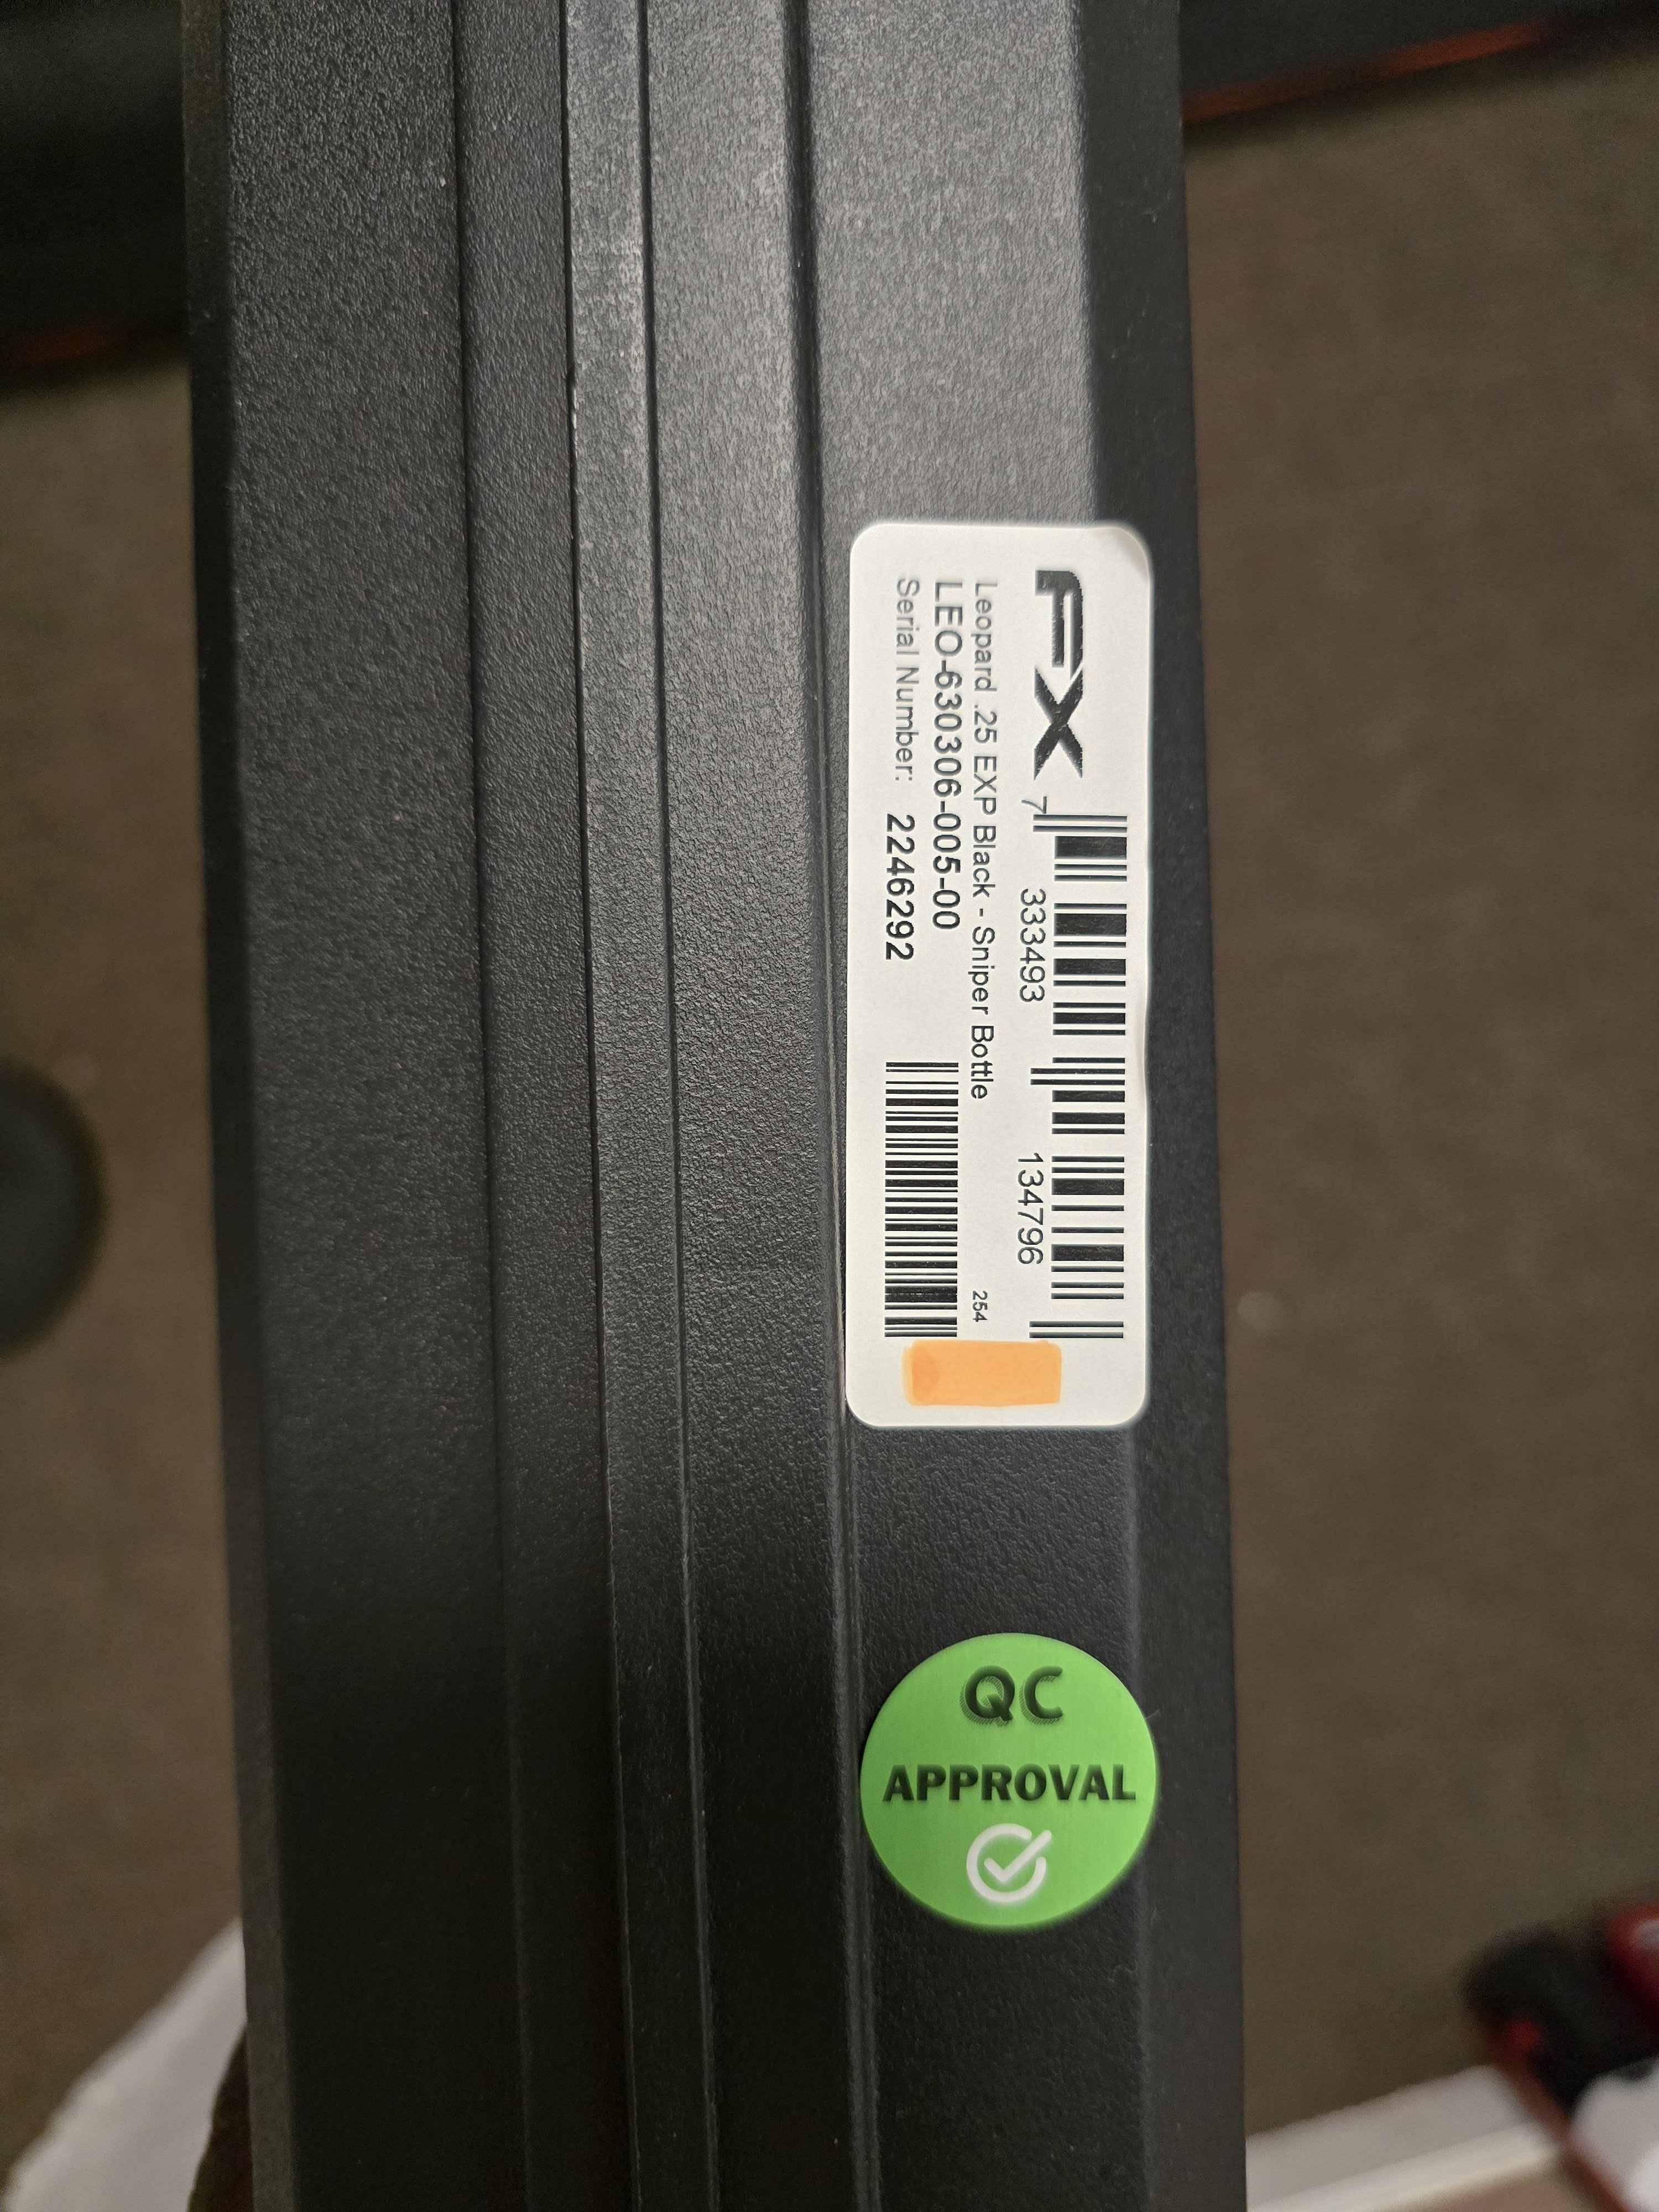 FX
7 333493 134796
Leopard .25 EXP Black - Sniper Bottle
254
LEO-630306-005-00
Serial Number: 2246292
QC
APPROVAL